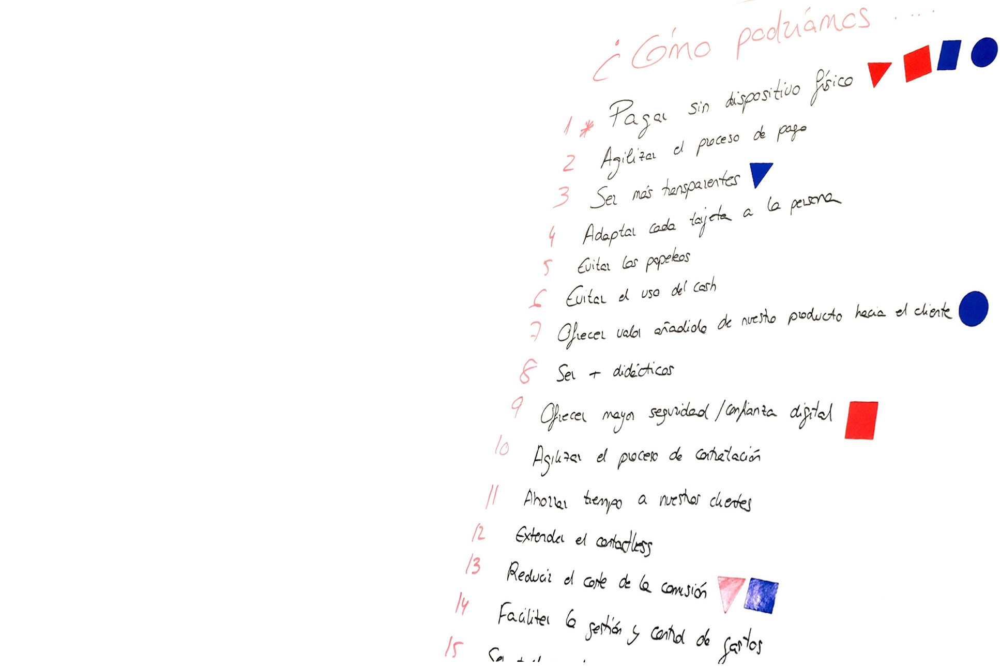 ¿Cómo podríamos .....
1 * Pagar sin dispositivo físico
2 Agilizar el proceso de pago
3 Ser más transparentes
4 Adaptar cada tarjeta a la persona
5 Evitar los papeleos
6 Evitar el uso del cash
7 Ofrecer valor añadido de nuestro producto hacia el cliente
8 Ser + didácticos
9 Ofrecer mayor seguridad/confianza digital
10 Agilizar el proceso de contratación
11 Ahorrar tiempo a nuestros clientes
12 Extender el contactless
13 Reducir el coste de la comisión
14 Facilitar la gestión y control de gastos
15